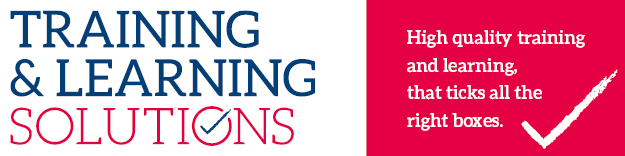 TRAINING
& LEARNING
SOLUTIONS
High quality training
and learning,
that ticks all the
right boxes.